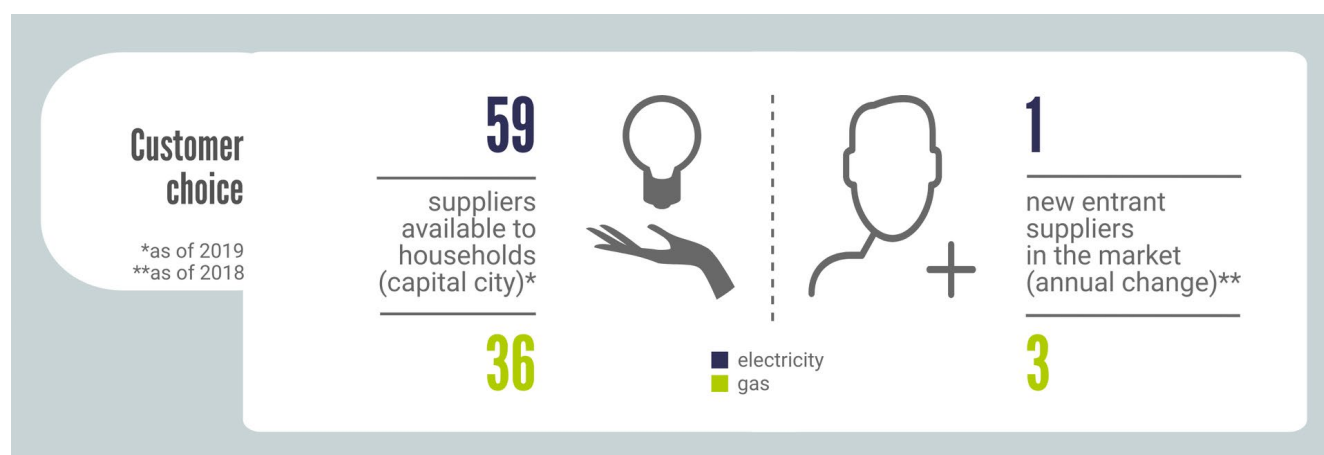 Customer
choice
*as of 2019
**as of 2018
59
suppliers
available to
households
(capital city)*
36
electricity
gas
1
new entrant
suppliers
in the market
(annual change)**
3